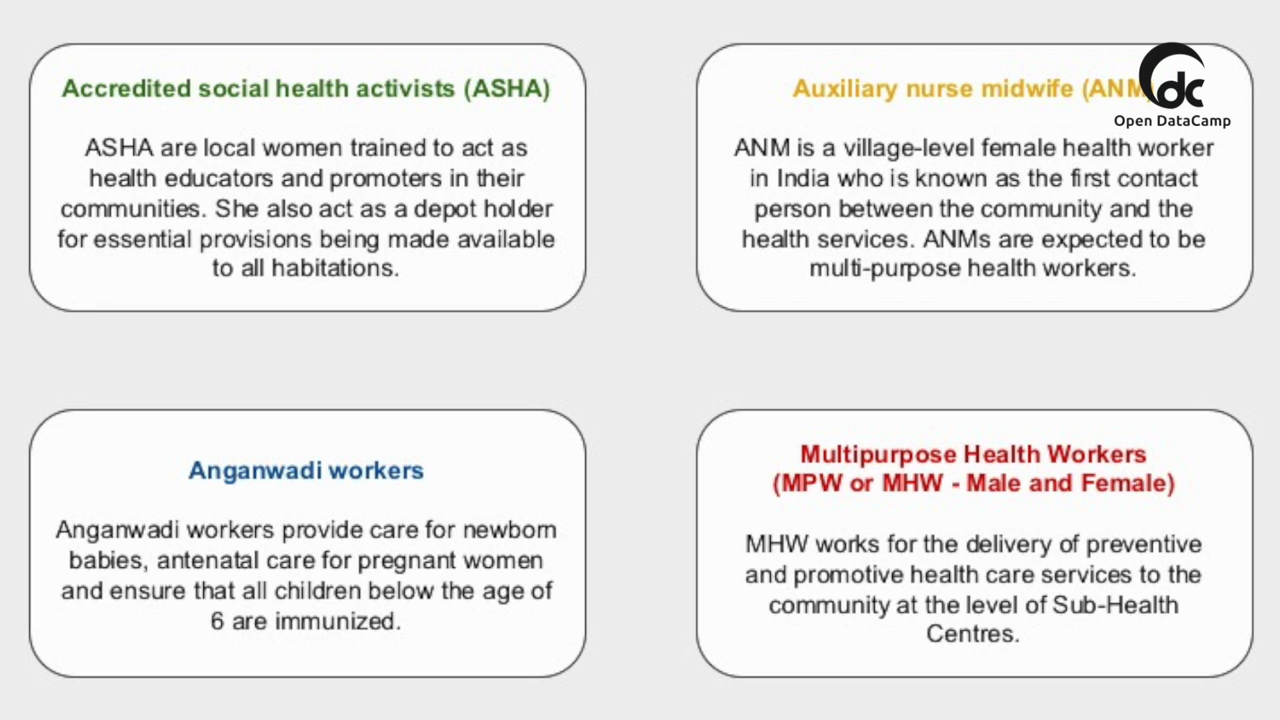 Accredited social health activists (ASHA)
ASHA are local women trained to act as
health educators and promoters in their
communities. She also act as a depot holder
for essential provisions being made available
to all habitations.
Auxiliary nurse midwife (ANM
dc
Open DataCamp
ANM is a village-level female health worker
in India who is known as the first contact
person between the community and the
health services. ANMs are expected to be
multi-purpose health workers.
Anganwadi workers
Anganwadi workers provide care for newborn
babies, antenatal care for pregnant women
and ensure that all children below the age of
6 are immunized.
Multipurpose Health Workers
(MPW or MHW - Male and Female)
MHW works for the delivery of preventive
and promotive health care services to the
community at the level of Sub-Health
Centres.